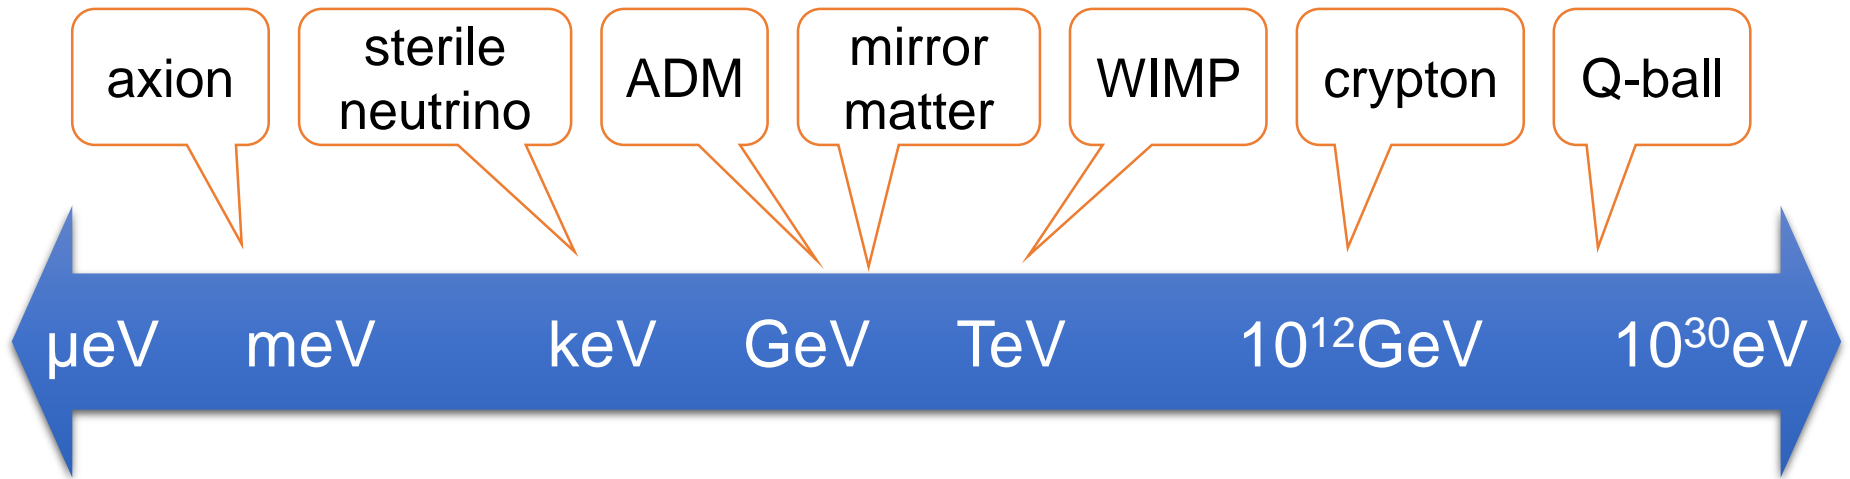 axion
sterile
neutrino
ADM
mirror
matter
WIMP
crypton
Q-ball
μeV meV keV GeV TeV 10¹²GeV 10³⁰eV